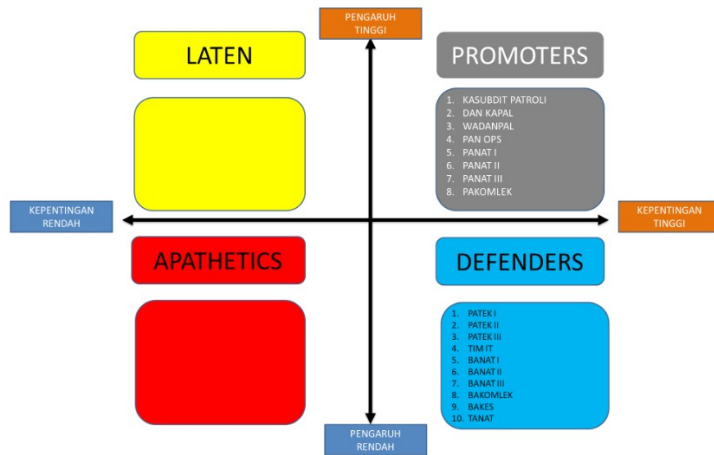 PENGARUH
TINGGI
LATEN
PROMOTERS
1. KASUBDIT PATROLI
2. DAN KAPAL
3. WADANPAL
4. PAN OPS
5. PANAT I
6. PANAT II
7. PANAT III
8. PAKOMLEK
KEPENTINGAN
RENDAH
KEPENTINGAN
TINGGI
APATHETICS
DEFENDERS
1. PATEK I
2. PATEK II
3. PATEK III
4. TIM IT
5. BANAT I
6. BANAT II
7. BANAT III
8. BAKOMLEK
9. BAKES
10. TANAT
PENGARUH
RENDAH